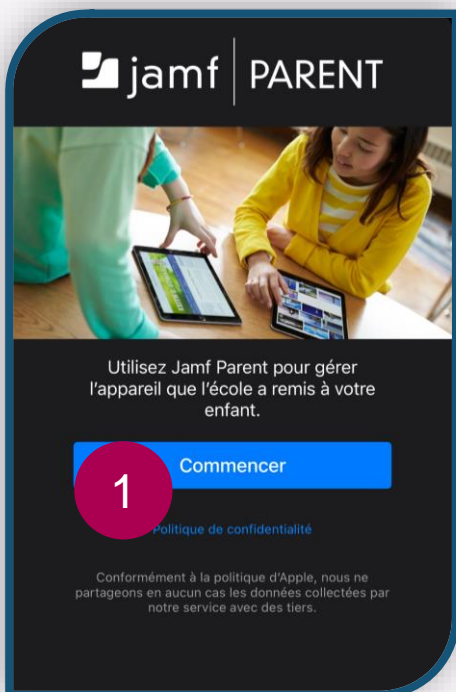 jamf | PARENT
Utilisez Jamf Parent pour gérer
l'appareil que l'école a remis à votre
enfant.
Commencer
1
Politique de confidentialité
Conformément à la politique d'Apple, nous ne
partageons en aucun cas les données collectées par
notre service avec des tiers.